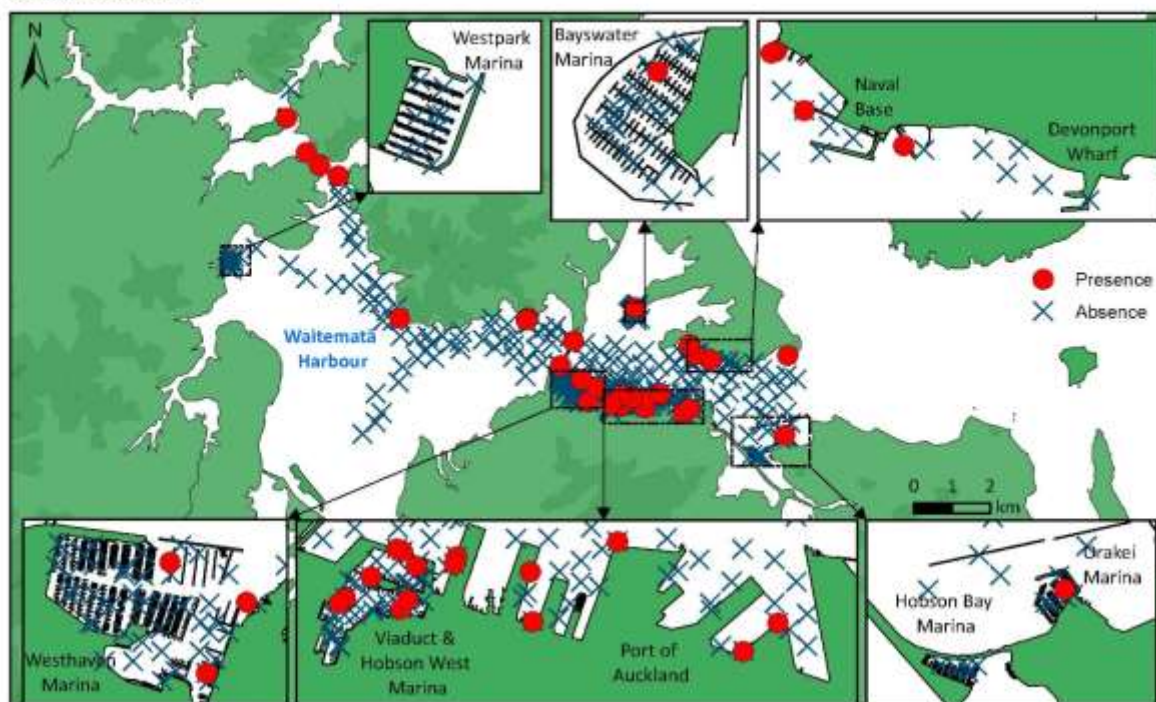 N
Westpark
Marina
Bayswater
Marina
Naval
Base
Devonport
Wharf
Presence
Absence
Waitemata
Harbour
0 1 2
km
Westhaven
Marina
Viaduct &
Hobson West
Marina
Port of
Auckland
Hobson Bay
Marina
Orakei
Marina